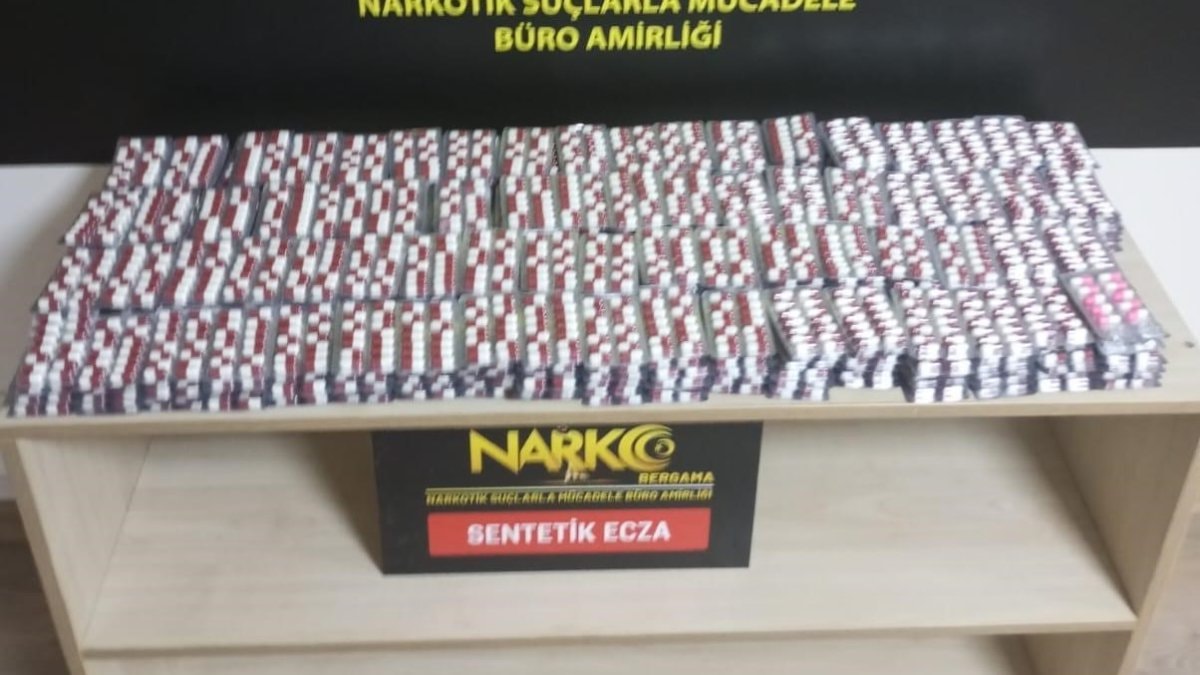 NARKOTİK SUÇLARLA MÜCADELE
BÜRO AMİRLİĞİ
NARKO
BERGAMA
NARKOTİK SUÇLARLA MÜCADELE BÜRO AMİRLİĞİ
SENTETİK ECZA